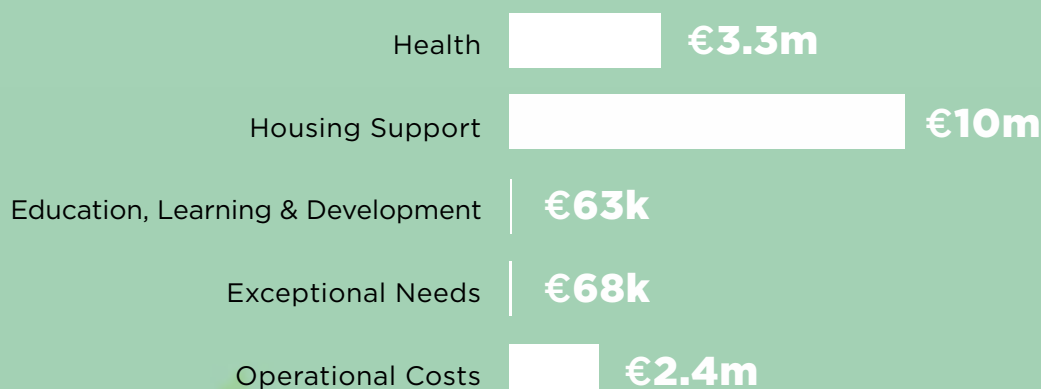 Health €3.3m
Housing Support €10m
Education, Learning & Development €63k
Exceptional Needs €68k
Operational Costs €2.4m